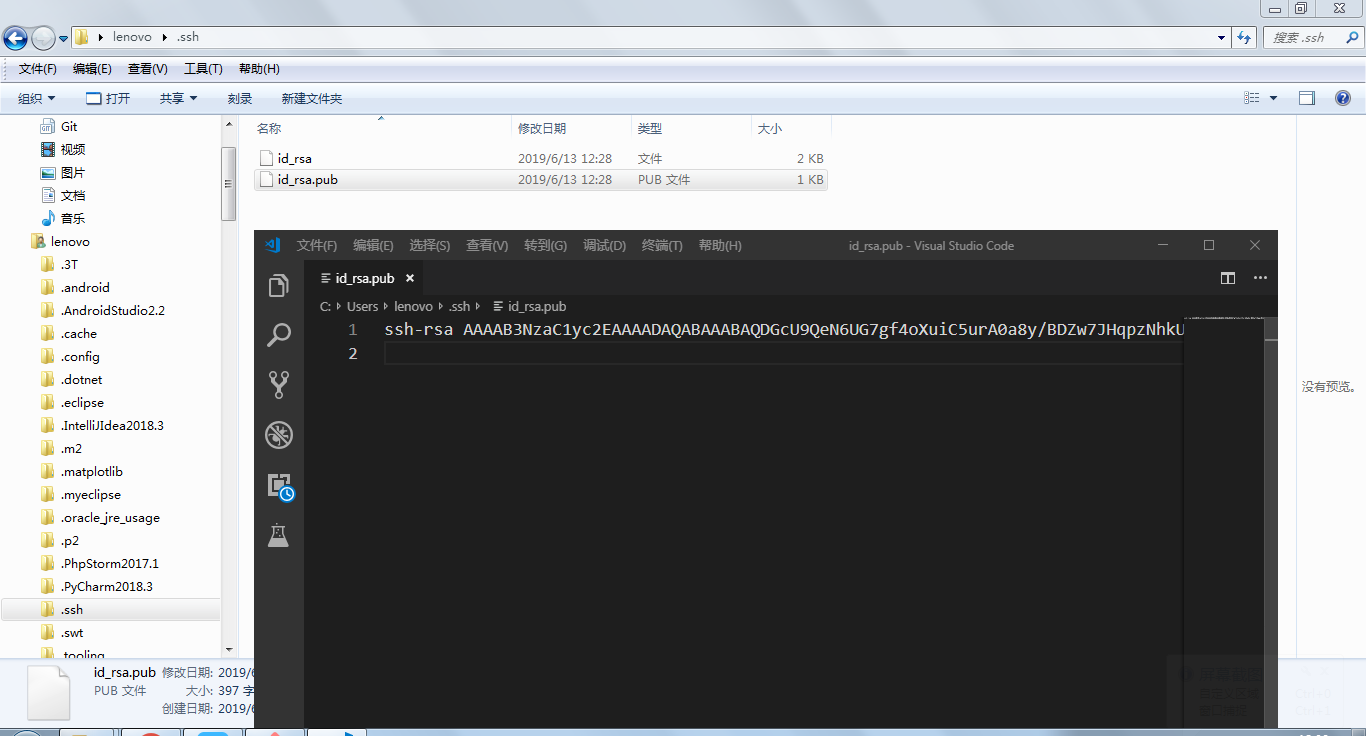 lenovo .ssh
搜索 .ssh
文件(F) 编辑(E) 查看(V) 工具(T) 帮助(H)
组织 打开 共享 刻录 新建文件夹
Git
视频
图片
文档
音乐
lenovo
.3T
.android
.AndroidStudio2.2
.cache
.config
.dotnet
.eclipse
.IntelliJIdea2018.3
.m2
.matplotlib
.myeclipse
.oracle_jre_usage
.p2
.PhpStorm2017.1
.PyCharm2018.3
.ssh
.swt
.tooling
名称 修改日期 类型 大小
id_rsa 2019/6/13 12:28 文件 2 KB
id_rsa.pub 2019/6/13 12:28 PUB 文件 1 KB
文件(F) 编辑(E) 选择(S) 查看(V) 转到(G) 调试(D) 终端(T) 帮助(H) id_rsa.pub - Visual Studio Code
id_rsa.pub
C: Users lenovo .ssh id_rsa.pub
1 ssh-rsa AAAAB3NzaC1yc2EAAAADAQABAAABAQDGcU9QeN6UG7gf4oXuiC5urA0a8y/BDZw7JHqpzNhkU
2
没有预览。
id_rsa.pub 修改日期: 2019/6
PUB 文件 大小: 397 字
创建日期: 2019/6